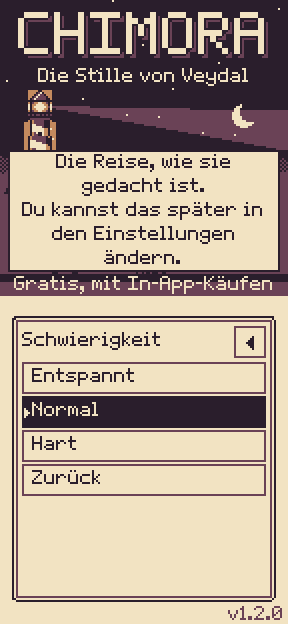 CHIMORA
Die Stille von Veydal
Die Reise, wie sie
gedacht ist.
Du kannst das später in
den Einstellungen
ändern.
Gratis, mit In-App-Käufen
Schwierigkeit
Entspannt
Normal
Hart
Zurück
v1.2.0